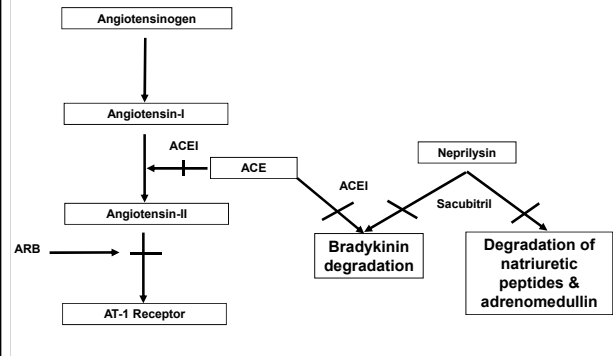 Angiotensinogen
Angiotensin-I
ACEI
ACE
Neprilysin
ACEI
Sacubitril
Angiotensin-II
ARB
Bradykinin
degradation
Degradation of
natriuretic
peptides &
adrenomedullin
AT-1 Receptor